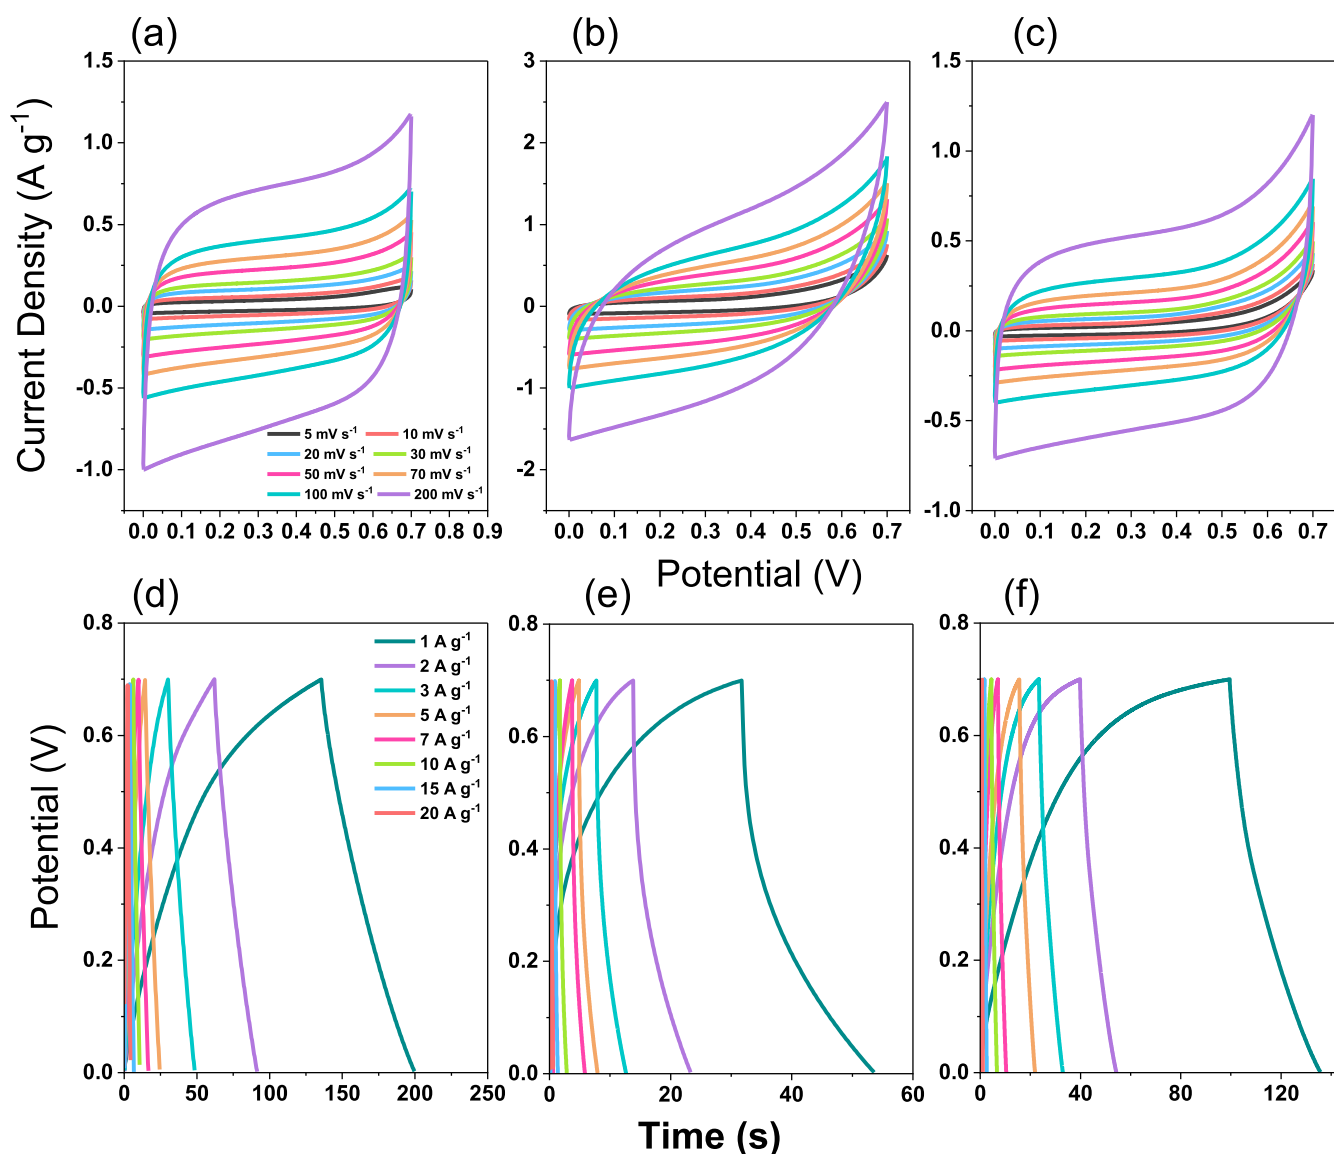 (a) (b) (c)
Current Density (A g⁻¹)
1.5
1.0
0.5
0.0
-0.5
-1.0
0.0 0.1 0.2 0.3 0.4 0.5 0.6 0.7 0.8 0.9
5 mV s⁻¹ 10 mV s⁻¹
20 mV s⁻¹ 30 mV s⁻¹
50 mV s⁻¹ 70 mV s⁻¹
100 mV s⁻¹ 200 mV s⁻¹
3
2
1
0
-1
-2
0.0 0.1 0.2 0.3 0.4 0.5 0.6 0.7
1.5
1.0
0.5
0.0
-0.5
-1.0
0.0 0.1 0.2 0.3 0.4 0.5 0.6 0.7
Potential (V)
(d) (e) (f)
Potential (V)
0.8
0.6
0.4
0.2
0.0
0 50 100 150 200 250
1 A g⁻¹
2 A g⁻¹
3 A g⁻¹
5 A g⁻¹
7 A g⁻¹
10 A g⁻¹
15 A g⁻¹
20 A g⁻¹
0.8
0.6
0.4
0.2
0.0
0 20 40 60
0.8
0.6
0.4
0.2
0.0
0 40 80 120
Time (s)